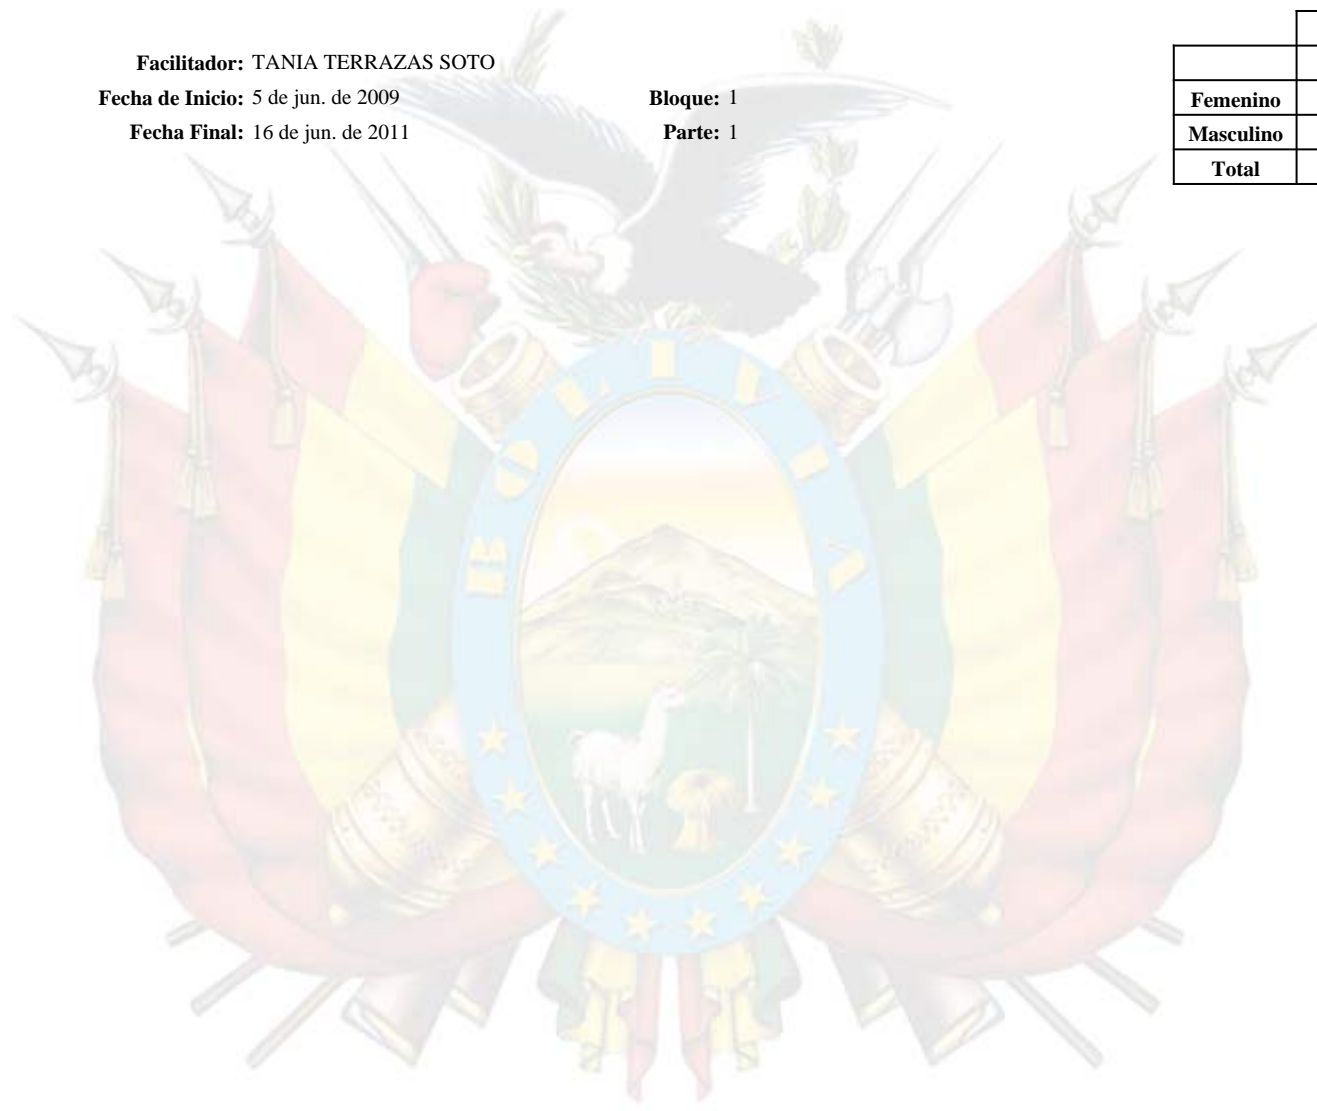 Facilitador: TANIA TERRAZAS SOTO
Fecha de Inicio: 5 de jun. de 2009 Bloque: 1
Fecha Final: 16 de jun. de 2011 Parte: 1
Femenino
Masculino
Total
BOLIVIA